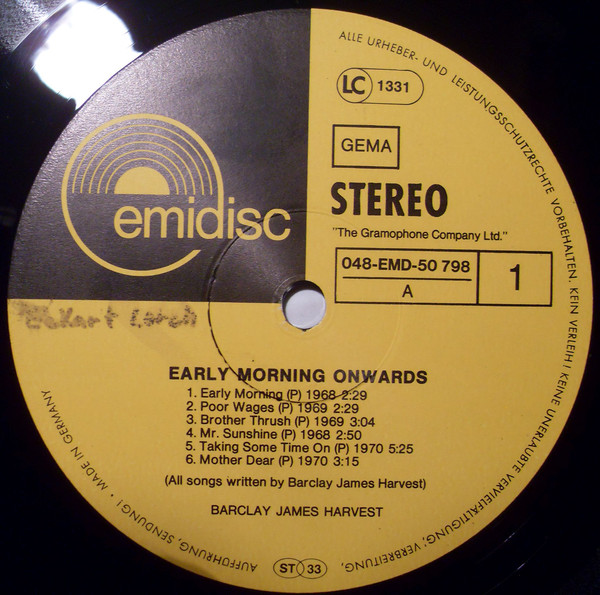 ALLE URHEBER- UND LEISTUNGSSCHUTZRECHTE VORBEHALTEN. KEIN VERLEIH! KEINE UNERLAUBTE VERVIELFÄLTIGUNG, VERBREITUNG, AUFFÜHRUNG, SENDUNG! • MADE IN GERMANY
LC 1331
GEMA
emidisc
STEREO
"The Gramophone Company Ltd."
048-EMD-50 798
A
1
EARLY MORNING ONWARDS
1. Early Morning (P) 1968 2:29
2. Poor Wages (P) 1969 2:29
3. Brother Thrush (P) 1969 3:04
4. Mr. Sunshine (P) 1968 2:50
5. Taking Some Time On (P) 1970 5:25
6. Mother Dear (P) 1970 3:15
(All songs written by Barclay James Harvest)
BARCLAY JAMES HARVEST
ST 33